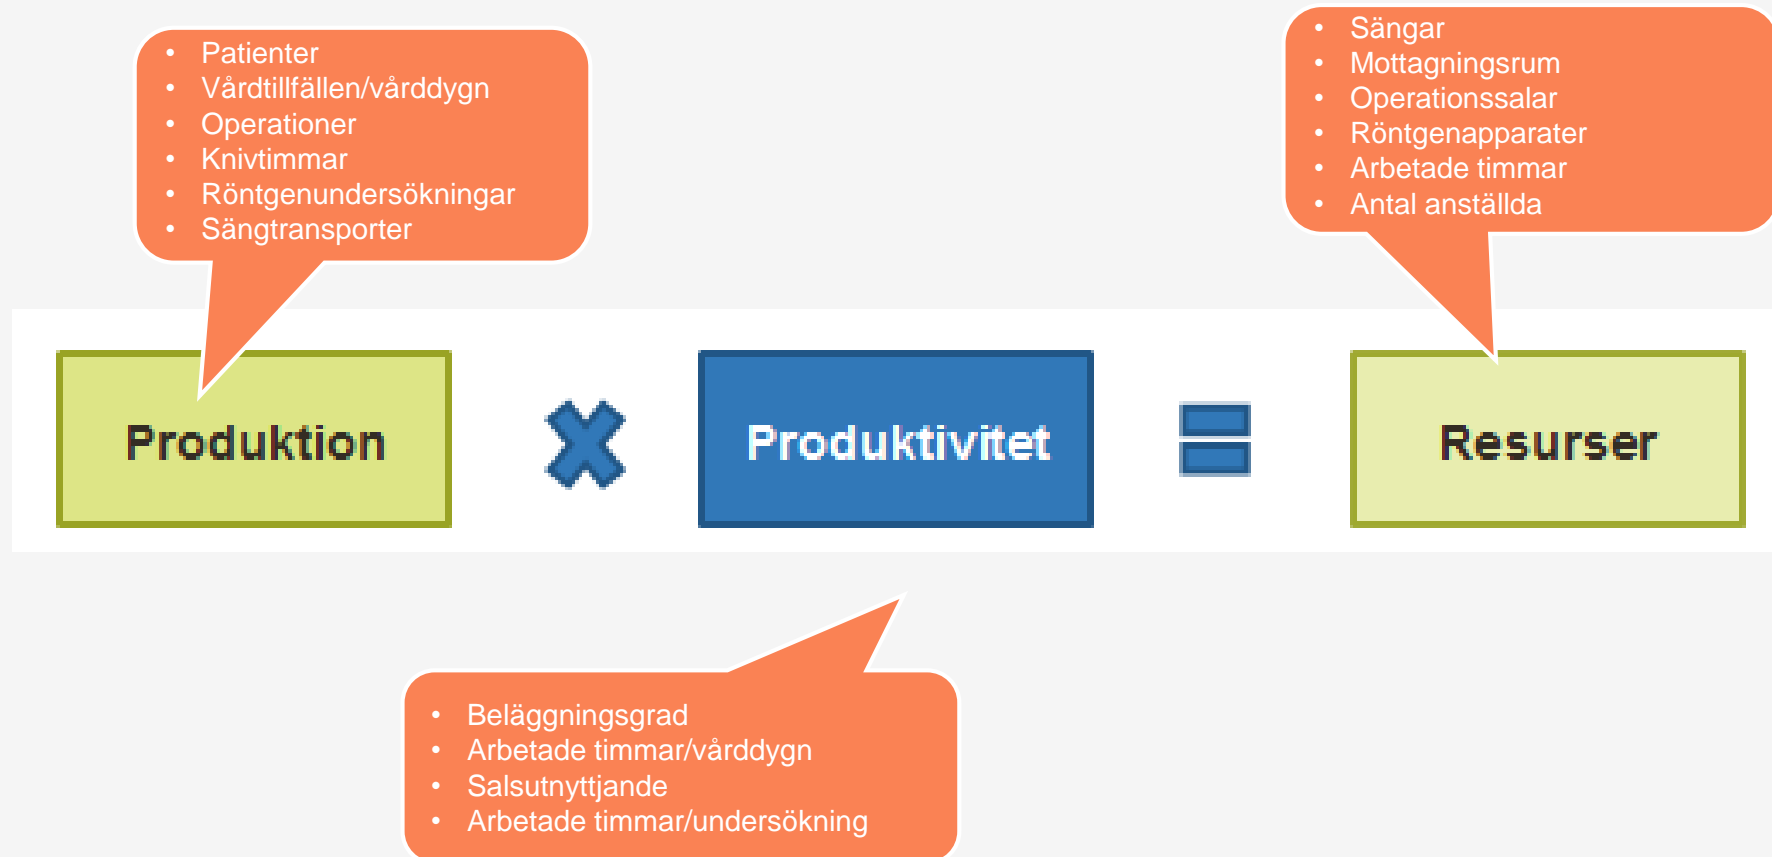 • Patienter
• Vårdtillfällen/vårddygn
• Operationer
• Knivtimmar
• Röntgenundersökningar
• Sängtransporter
• Sängar
• Mottagningsrum
• Operationssalar
• Röntgenapparater
• Arbetade timmar
• Antal anställda
Produktion
Produktivitet
Resurser
• Beläggningsgrad
• Arbetade timmar/vårddygn
• Salsutnyttjande
• Arbetade timmar/undersökning